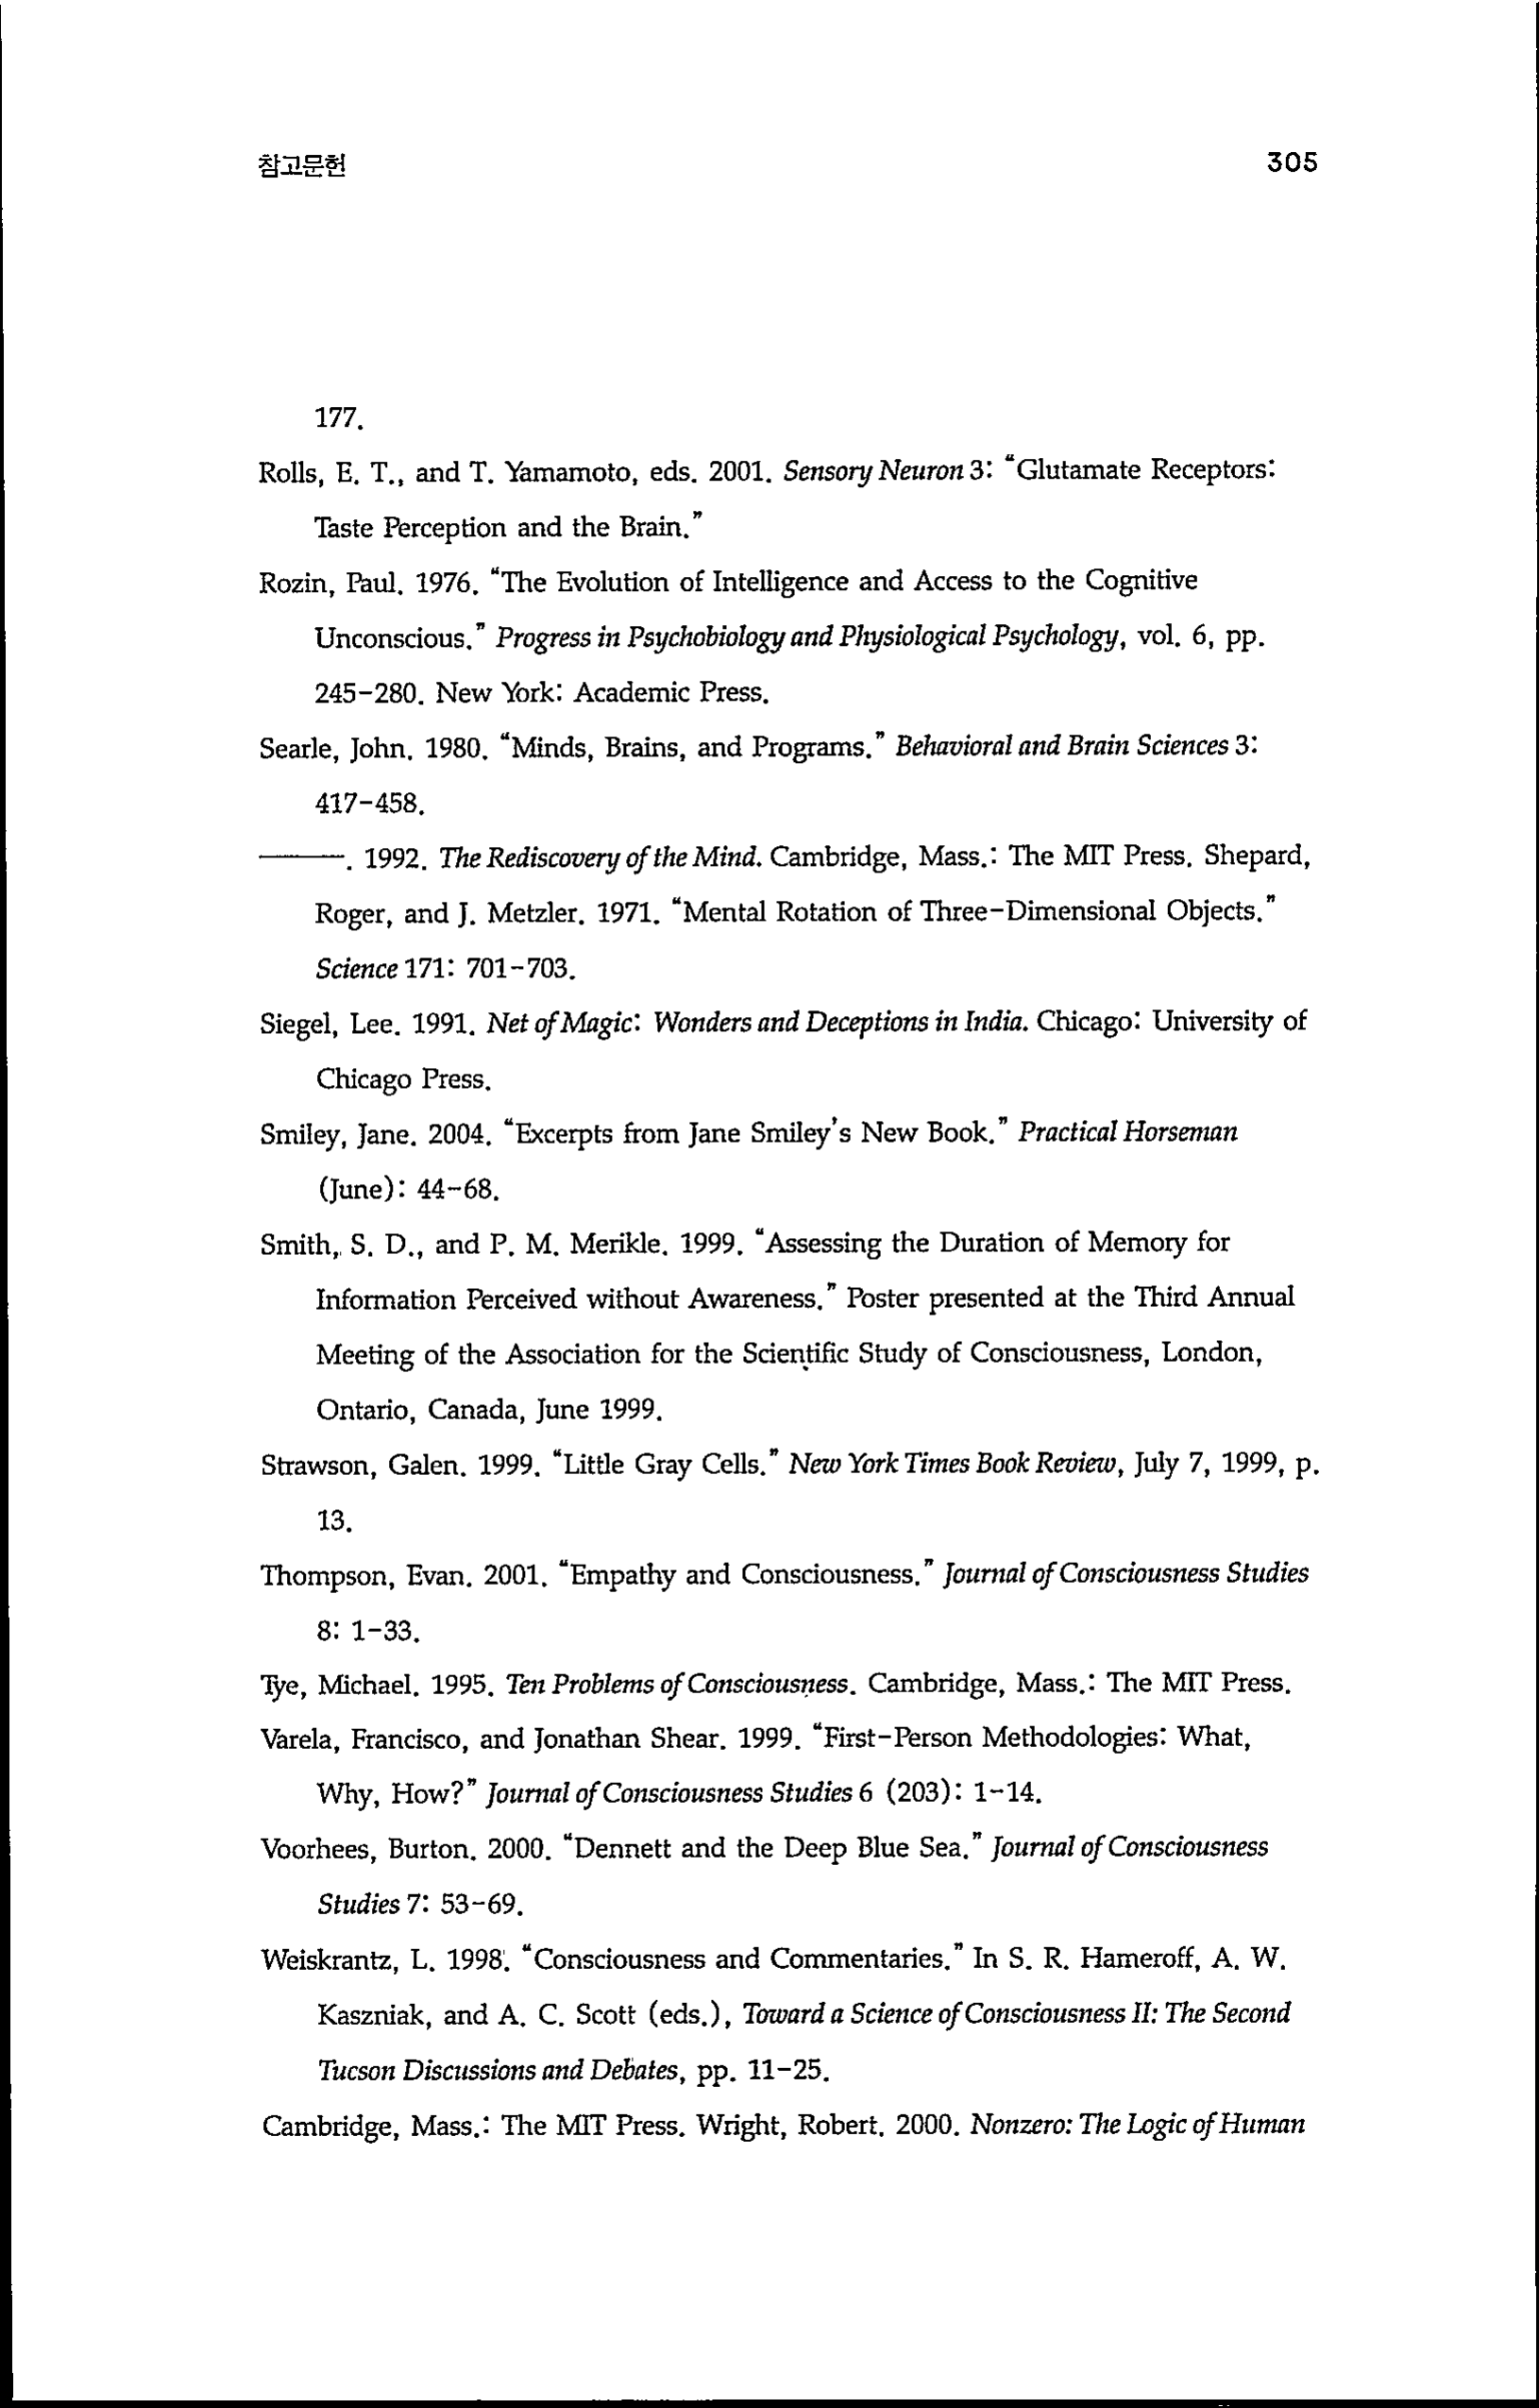 참고문헌 305
177.
Rolls, E. T., and T. Yamamoto, eds. 2001. Sensory Neuron 3: “Glutamate Receptors:
Taste Perception and the Brain.”
Rozin, Paul. 1976. “The Evolution of Intelligence and Access to the Cognitive
Unconscious.” Progress in Psychobiology and Physiological Psychology, vol. 6, pp.
245-280. New York: Academic Press.
Searle, John. 1980. “Minds, Brains, and Programs.” Behavioral and Brain Sciences 3:
417-458.
———. 1992. The Rediscovery of the Mind. Cambridge, Mass.: The MIT Press. Shepard,
Roger, and J. Metzler. 1971. “Mental Rotation of Three-Dimensional Objects.”
Science 171: 701-703.
Siegel, Lee. 1991. Net of Magic: Wonders and Deceptions in India. Chicago: University of
Chicago Press.
Smiley, Jane. 2004. “Excerpts from Jane Smiley's New Book.” Practical Horseman
(June): 44-68.
Smith, S. D., and P. M. Merikle. 1999. “Assessing the Duration of Memory for
Information Perceived without Awareness.” Poster presented at the Third Annual
Meeting of the Association for the Scientific Study of Consciousness, London,
Ontario, Canada, June 1999.
Strawson, Galen. 1999. “Little Gray Cells.” New York Times Book Review, July 7, 1999, p.
13.
Thompson, Evan. 2001. “Empathy and Consciousness.” Journal of Consciousness Studies
8: 1-33.
Tye, Michael. 1995. Ten Problems of Consciousness. Cambridge, Mass.: The MIT Press.
Varela, Francisco, and Jonathan Shear. 1999. “First-Person Methodologies: What,
Why, How?” Journal of Consciousness Studies 6 (203): 1-14.
Voorhees, Burton. 2000. “Dennett and the Deep Blue Sea.” Journal of Consciousness
Studies 7: 53-69.
Weiskrantz, L. 1998. “Consciousness and Commentaries.” In S. R. Hameroff, A. W.
Kaszniak, and A. C. Scott (eds.), Toward a Science of Consciousness II: The Second
Tucson Discussions and Debates, pp. 11-25.
Cambridge, Mass.: The MIT Press. Wright, Robert. 2000. Nonzero: The Logic of Human